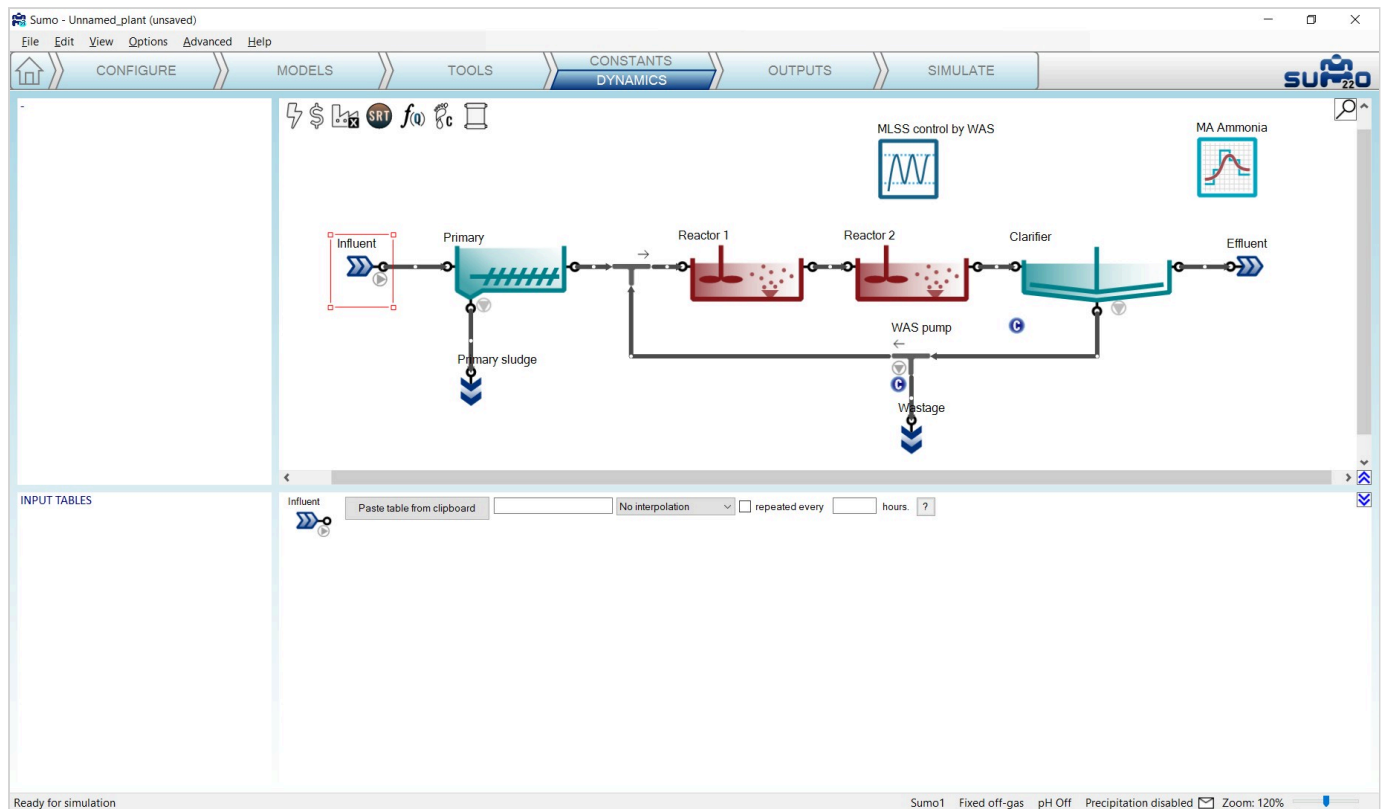 Sumo - Unnamed_plant (unsaved)
File Edit View Options Advanced Help
CONFIGURE MODELS TOOLS CONSTANTS DYNAMICS OUTPUTS SIMULATE
SUMO 22
-
$ SRT f(Q) C
MLSS control by WAS
MA Ammonia
Influent
Primary
Reactor 1
Reactor 2
Clarifier
Effluent
WAS pump
C
C
Primary sludge
Wastage
INPUT TABLES
Influent
Paste table from clipboard No interpolation repeated every hours. ?
Ready for simulation
Sumo1 Fixed off-gas pH Off Precipitation disabled Zoom: 120%